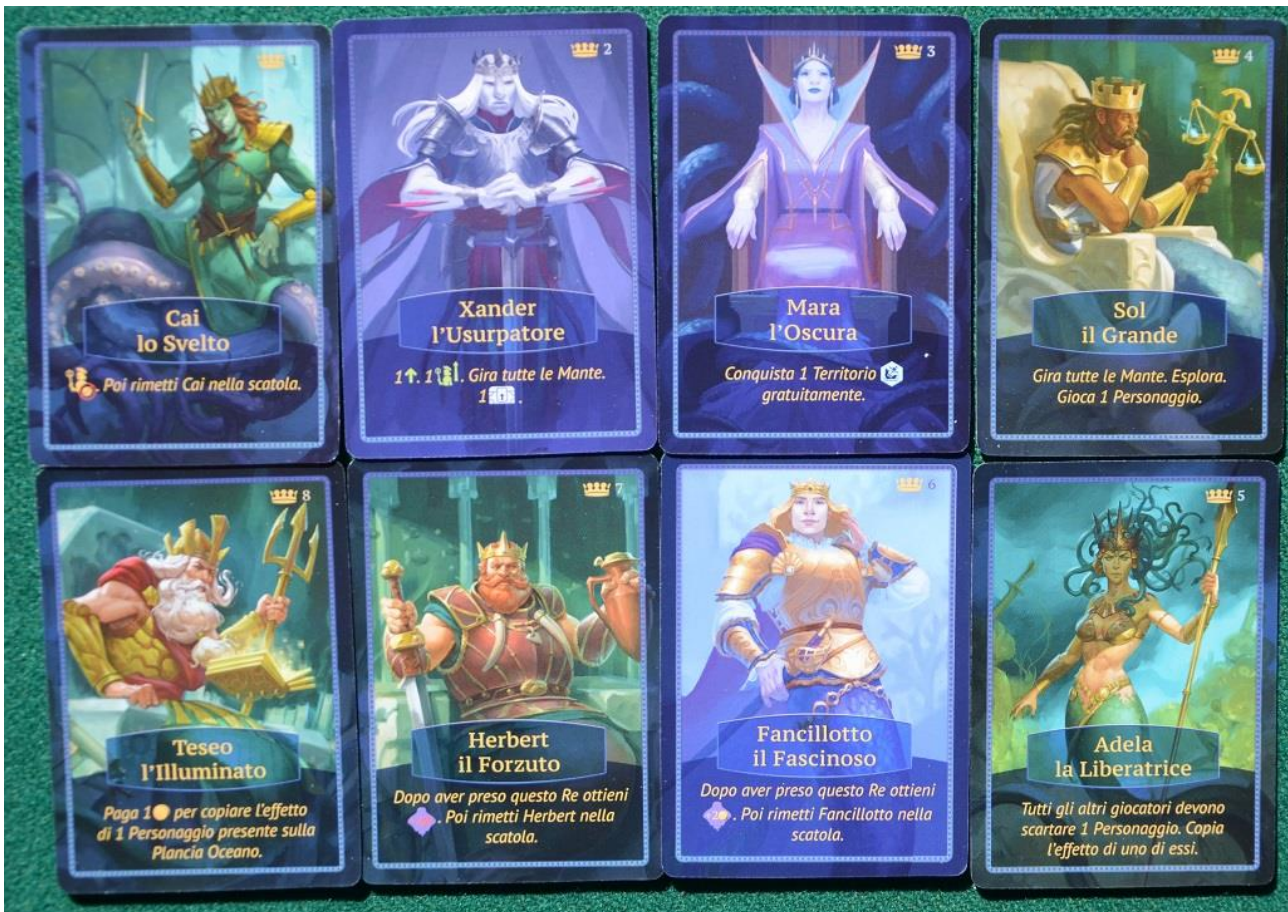 1
Cai
lo Svelto
. Poi rimetti Cai nella scatola.
2
Xander
l'Usurpatore
1 . 1 . Gira tutte le Mante.
1 .
3
Mara
l'Oscura
Conquista 1 Territorio
gratuitamente.
4
Sol
il Grande
Gira tutte le Mante. Esplora.
Gioca 1 Personaggio.
8
Teseo
l'Illuminato
Paga 1 per copiare l'effetto
di 1 Personaggio presente sulla
Plancia Oceano.
7
Herbert
il Forzuto
Dopo aver preso questo Re ottieni
. Poi rimetti Herbert nella
scatola.
6
Fancillotto
il Fascinoso
Dopo aver preso questo Re ottieni
2 . Poi rimetti Fancillotto nella
scatola.
5
Adela
la Liberatrice
Tutti gli altri giocatori devono
scartare 1 Personaggio. Copia
l'effetto di uno di essi.